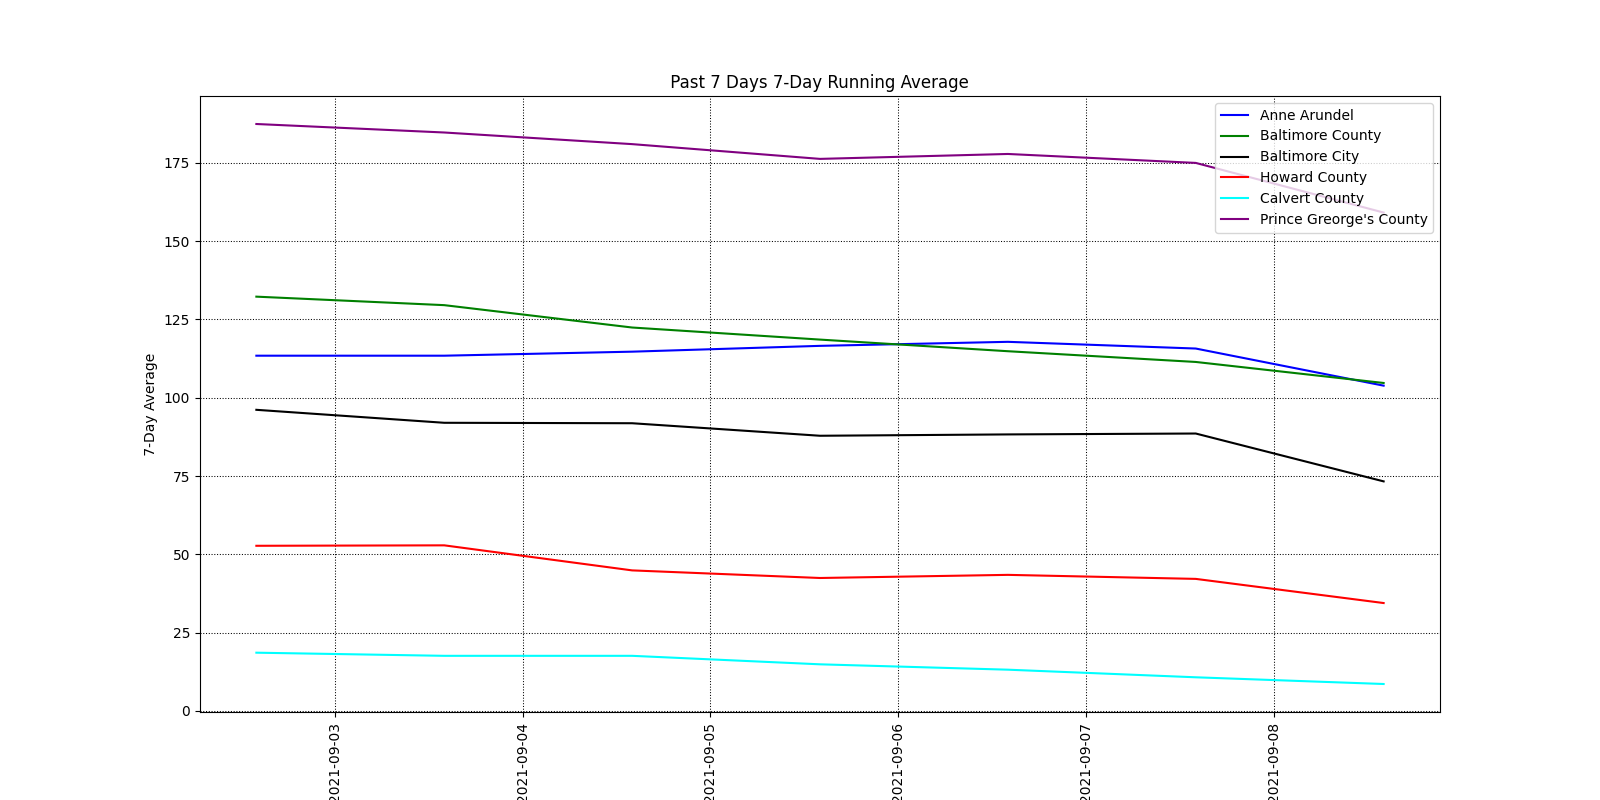 Past 7 Days 7-Day Running Average
Anne Arundel
Baltimore County
Baltimore City
Howard County
Calvert County
Prince Greorge's County
7-Day Average
175
150
125
100
75
50
25
0
2021-09-03
2021-09-04
2021-09-05
2021-09-06
2021-09-07
2021-09-08